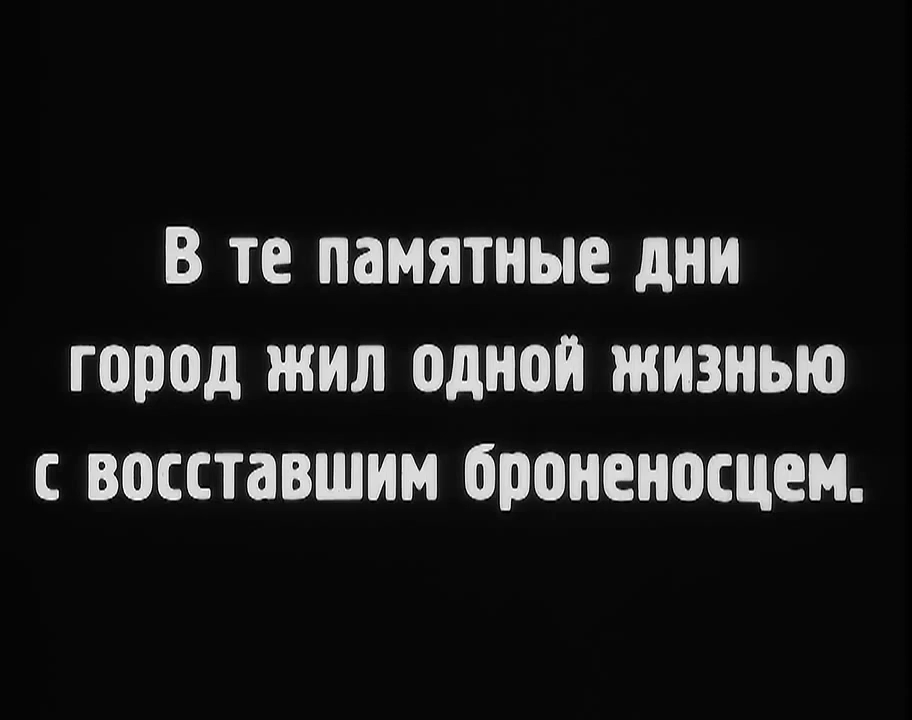 В те памятные дни
город жил одной жизнью
с восставшим броненосцем.